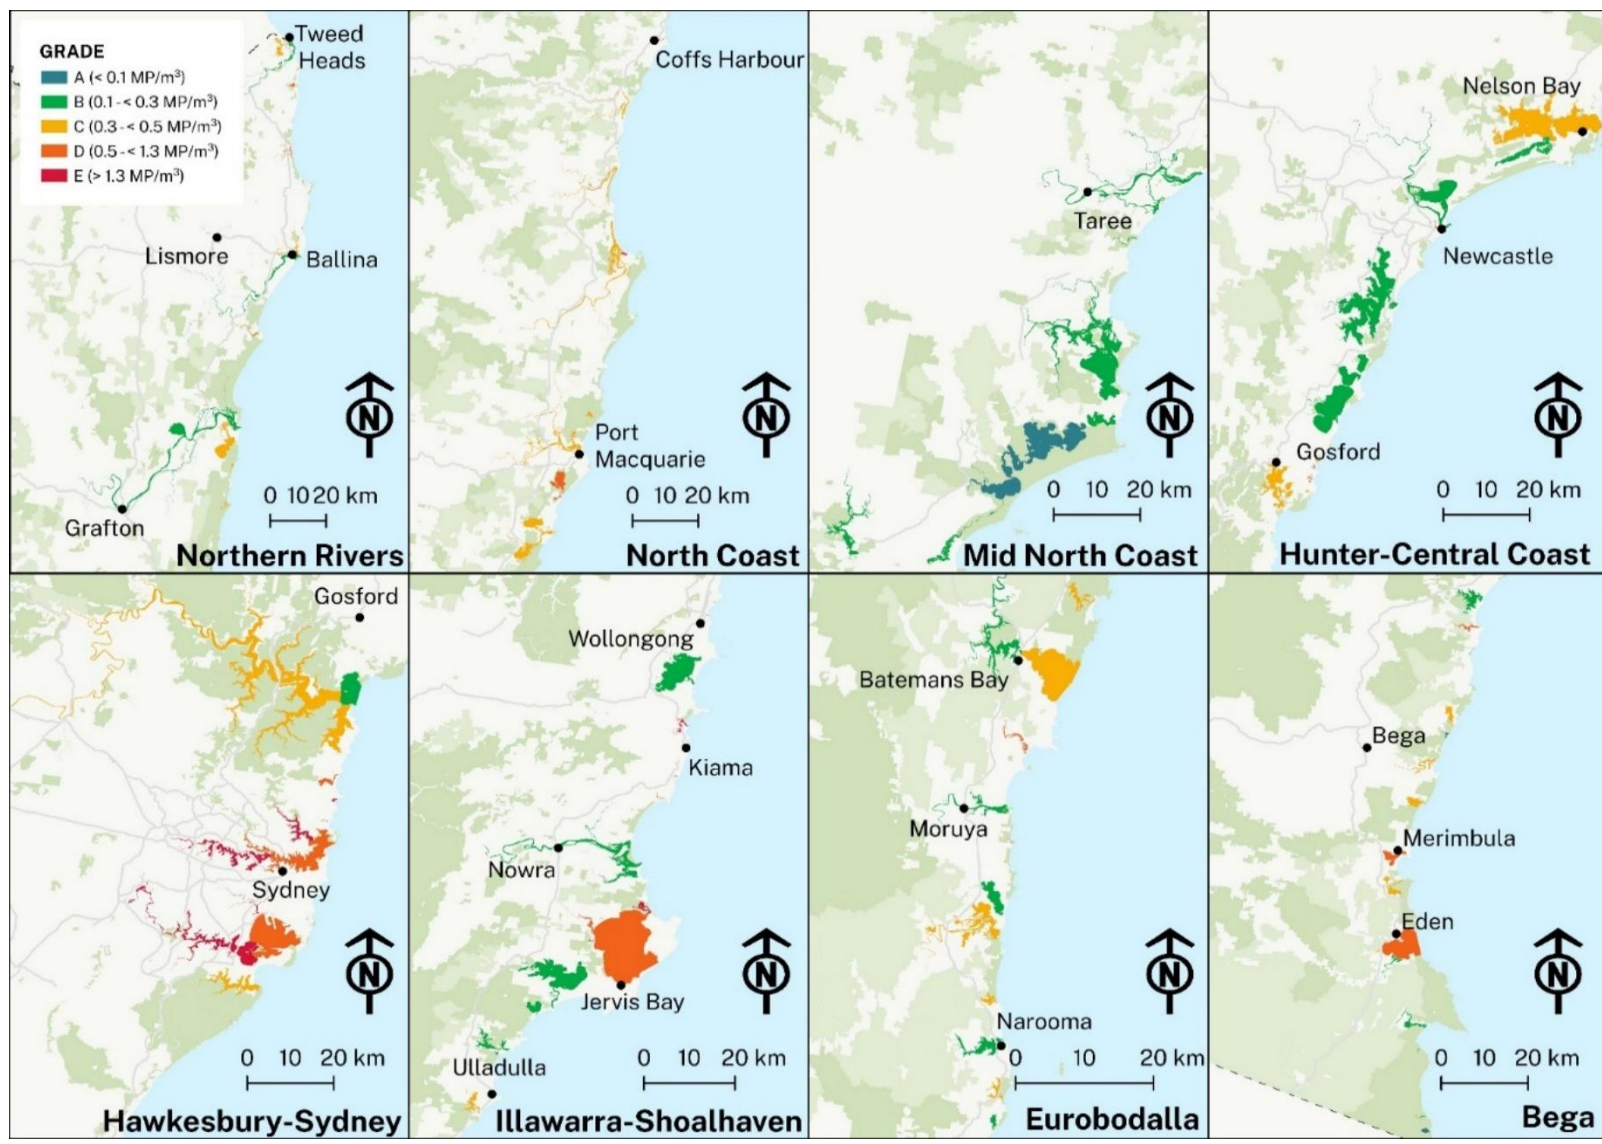 GRADE
A (< 0.1 MP/m³)
B (0.1 - < 0.3 MP/m³)
C (0.3 - < 0.5 MP/m³)
D (0.5 - < 1.3 MP/m³)
E (> 1.3 MP/m³)
Tweed
Heads
Lismore
Ballina
Grafton
N
0 10 20 km
Northern Rivers
Coffs Harbour
Port
Macquarie
N
0 10 20 km
North Coast
Taree
N
0 10 20 km
Mid North Coast
Nelson Bay
Newcastle
Gosford
N
0 10 20 km
Hunter-Central Coast
Gosford
Sydney
N
0 10 20 km
Hawkesbury-Sydney
Wollongong
Kiama
Nowra
Jervis Bay
Ulladulla
N
0 10 20 km
Illawarra-Shoalhaven
Batemans Bay
Moruya
Narooma
N
0 10 20 km
Eurobodalla
Bega
Merimbula
Eden
N
0 10 20 km
Bega